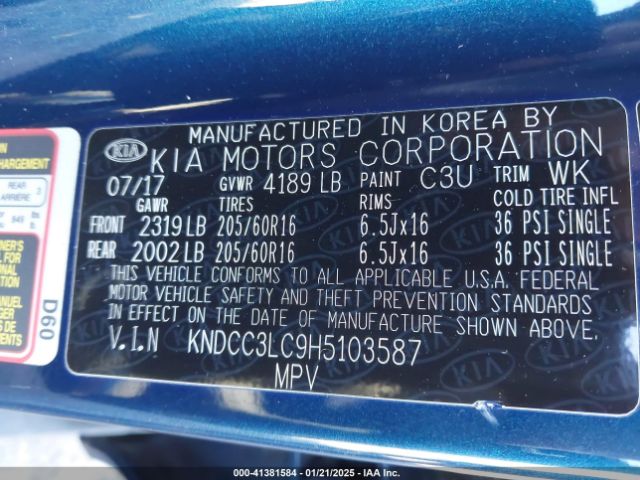 MANUFACTURED IN KOREA BY
KIA KIA MOTORS CORPORATION
07/17 GVWR 4189 LB PAINT C3U TRIM WK
GAWR TIRES RIMS COLD TIRE INFL
FRONT 2319 LB 205/60R16 6.5Jx16 36 PSI SINGLE
REAR 2002 LB 205/60R16 6.5Jx16 36 PSI SINGLE
THIS VEHICLE CONFORMS TO ALL APPLICABLE U.S.A. FEDERAL
MOTOR VEHICLE SAFETY AND THEFT PREVENTION STANDARDS
IN EFFECT ON THE DATE OF MANUFACTURE SHOWN ABOVE.
V.I.N KNDCC3LC9H5103587
MPV
REAR
ARRIERE
D60
000-41381584 - 01/21/2025 - IAA Inc.